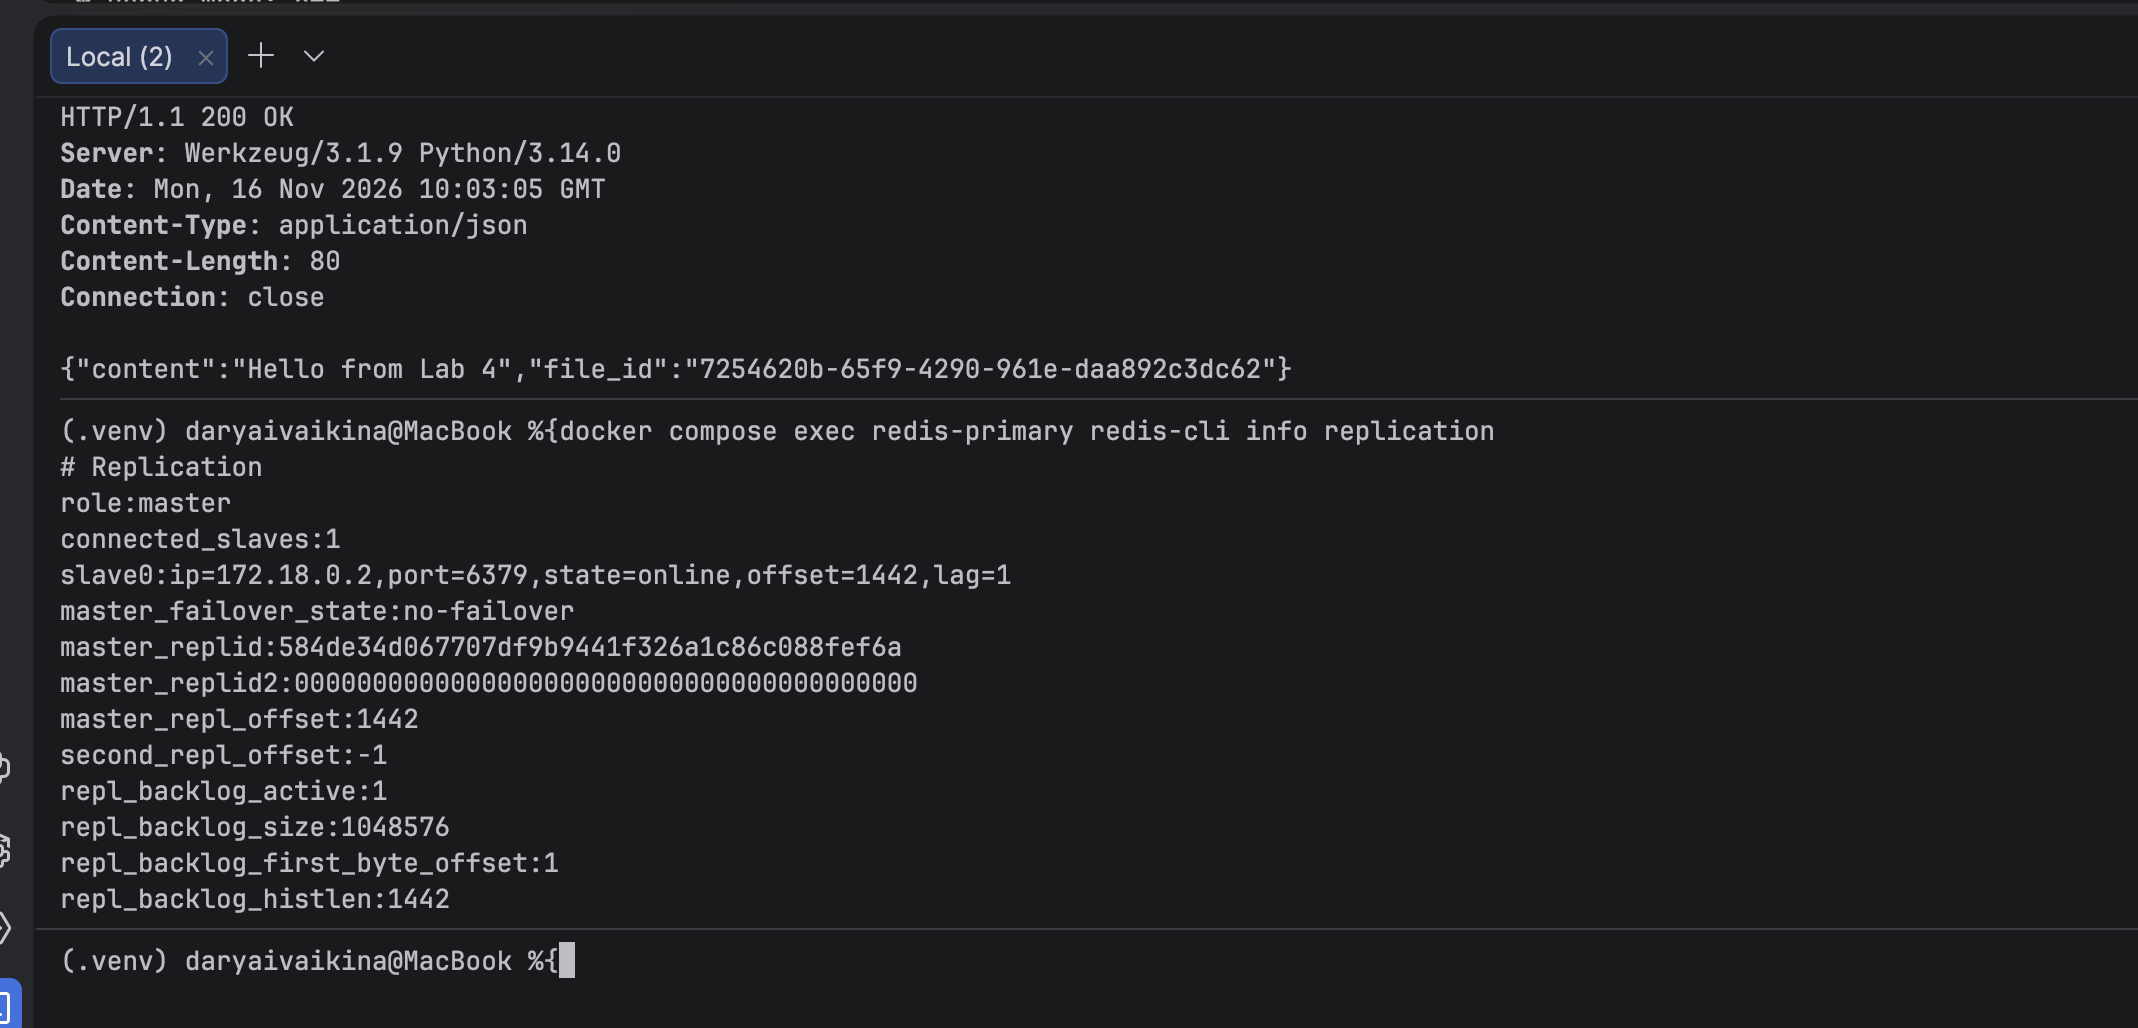 Local (2)
HTTP/1.1 200 OK
Server: Werkzeug/3.1.9 Python/3.14.0
Date: Mon, 16 Nov 2026 10:03:05 GMT
Content-Type: application/json
Content-Length: 80
Connection: close
{"content":"Hello from Lab 4","file_id":"7254620b-65f9-4290-961e-daa892c3dc62"}
(.venv) daryaivaikina@MacBook %{docker compose exec redis-primary redis-cli info replication
# Replication
role:master
connected_slaves:1
slave0:ip=172.18.0.2,port=6379,state=online,offset=1442,lag=1
master_failover_state:no-failover
master_replid:584de34d067707df9b9441f326a1c86c088fef6a
master_replid2:0000000000000000000000000000000000000000
master_repl_offset:1442
second_repl_offset:-1
repl_backlog_active:1
repl_backlog_size:1048576
repl_backlog_first_byte_offset:1
repl_backlog_histlen:1442
(.venv) daryaivaikina@MacBook %{